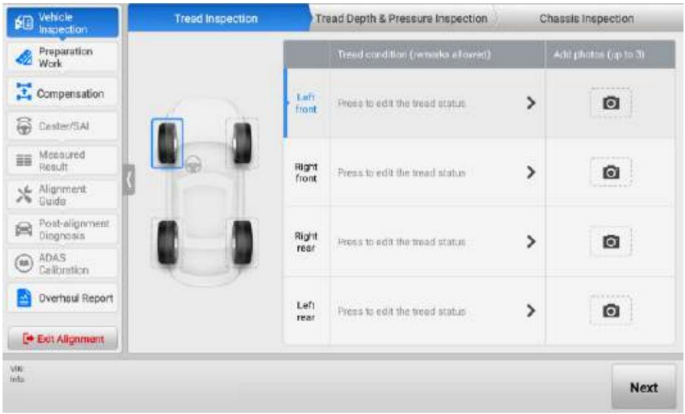 Vehicle
Inspection
Tread Inspection
Tread Depth & Pressure Inspection
Chassis Inspection
Preparation
Work
Compensation
Caster/SAI
Measured
Result
Alignment
Guide
Post-alignment
Diagnosis
ADAS
Calibration
Overhaul Report
Exit Alignment
Tread condition (remarks allowed)
Add photos (up to 3)
Left
front
Press to edit the tread status
Right
front
Press to edit the tread status
Right
rear
Press to edit the tread status
Left
rear
Press to edit the tread status
VIN:
Info:
Next